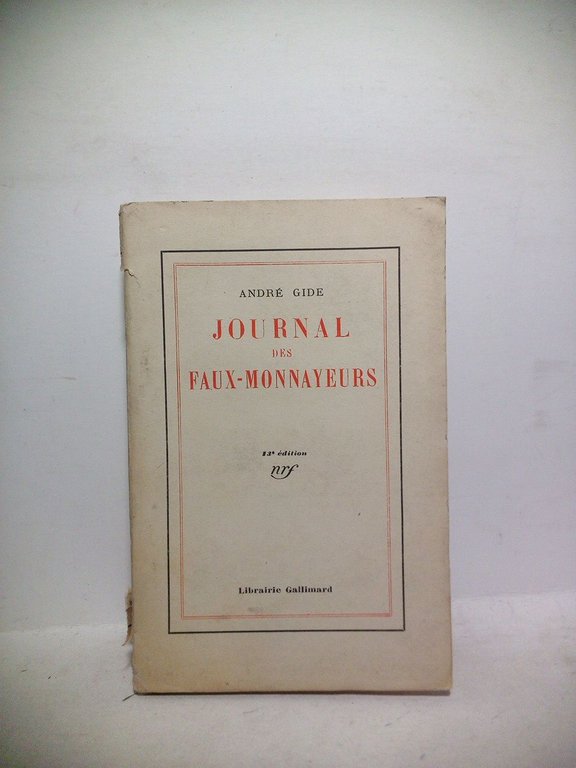 ANDRÉ GIDE
JOURNAL
DES
FAUX-MONNAYEURS
13e édition
nrf
Librairie Gallimard